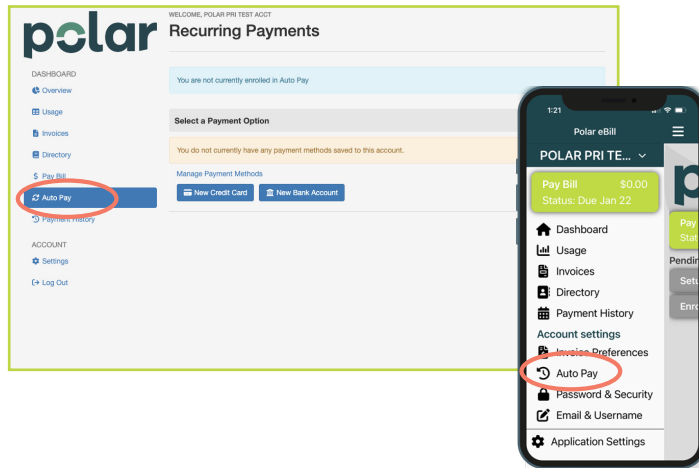 polar
WELCOME, POLAR PRI TEST ACCT
Recurring Payments
DASHBOARD
Overview
Usage
Invoices
Directory
$ Pay Bill
Auto Pay
Payment History
ACCOUNT
Settings
Log Out
You are not currently enrolled in Auto Pay
Select a Payment Option
You do not currently have any payment methods saved to this account.
Manage Payment Methods
New Credit Card
New Bank Account
1:21
Polar eBill
POLAR PRI TE...
Pay Bill $0.00
Status: Due Jan 22
Dashboard
Usage
Invoices
Directory
Payment History
Account settings
Invoice Preferences
Auto Pay
Password & Security
Email & Username
Application Settings
p
Pay
Stat
Pendin
Setu
Enro